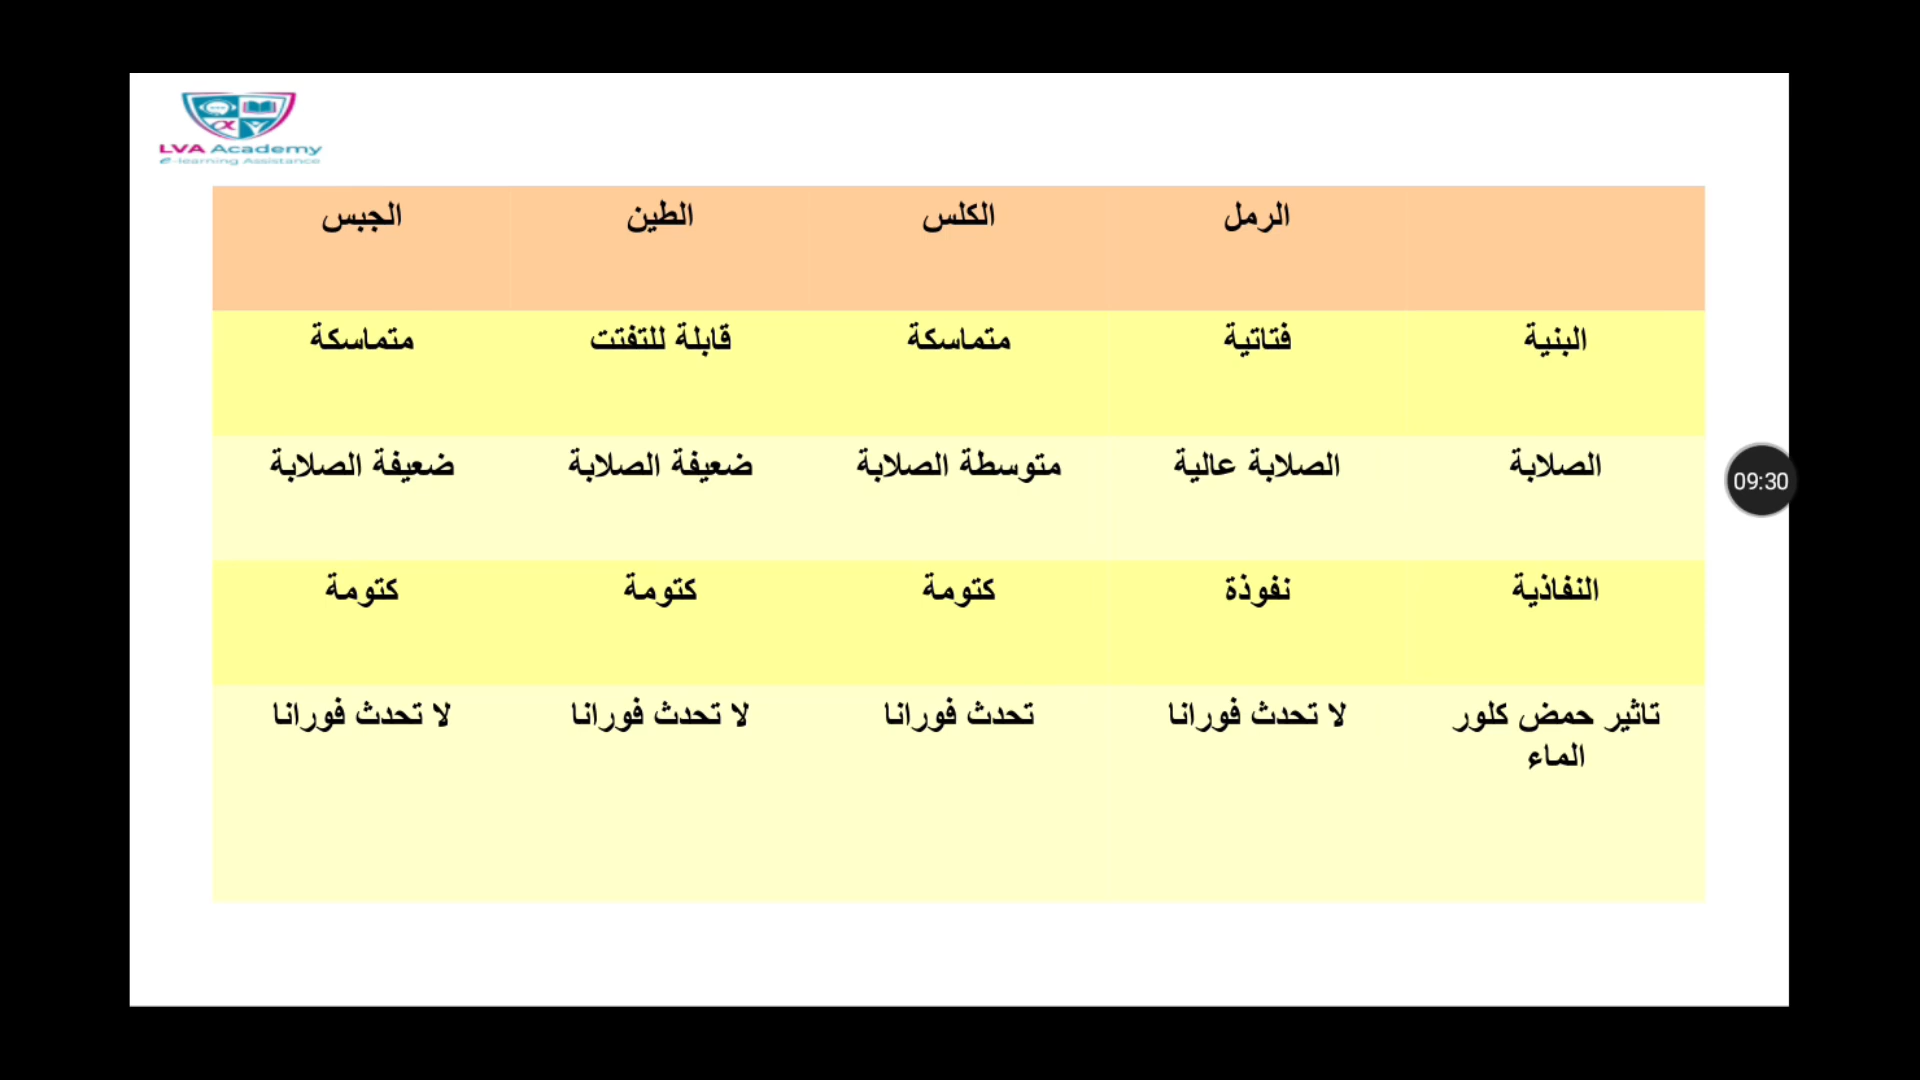 LVA Academy
e-learning Assistance
الرمل الكلس الطين الجبس
البنية فتاتية متماسكة قابلة للتفتت متماسكة
الصلابة الصلابة عالية متوسطة الصلابة ضعيفة الصلابة ضعيفة الصلابة
09:30
النفاذية نفوذة كتومة كتومة كتومة
تاثير حمض كلور لا تحدث فورانا تحدث فورانا لا تحدث فورانا لا تحدث فورانا
الماء